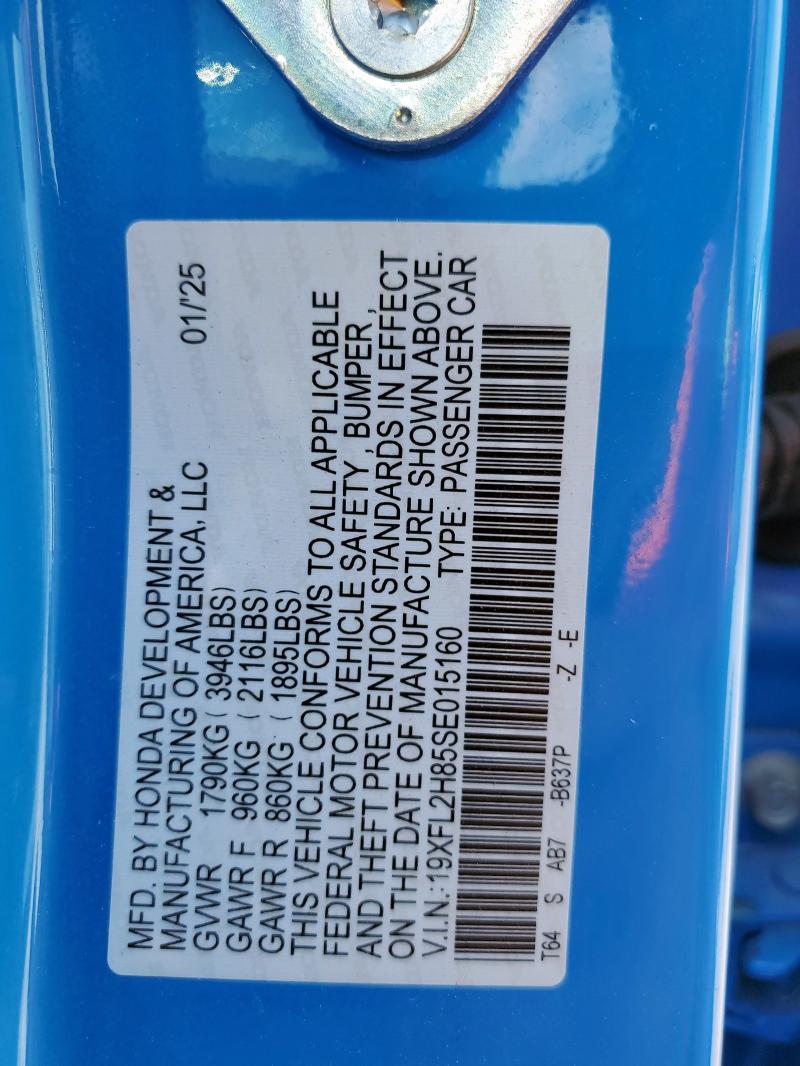 MFD. BY HONDA DEVELOPMENT &
MANUFACTURING OF AMERICA, LLC 01/'25
GVWR 1790KG ( 3946LBS)
GAWR F 960KG ( 2116LBS)
GAWR R 860KG ( 1895LBS)
THIS VEHICLE CONFORMS TO ALL APPLICABLE
FEDERAL MOTOR VEHICLE SAFETY , BUMPER ,
AND THEFT PREVENTION STANDARDS IN EFFECT
ON THE DATE OF MANUFACTURE SHOWN ABOVE.
V.I.N.:19XFL2H85SE015160 TYPE: PASSENGER CAR
T64 S AB7 -B637P -Z -E